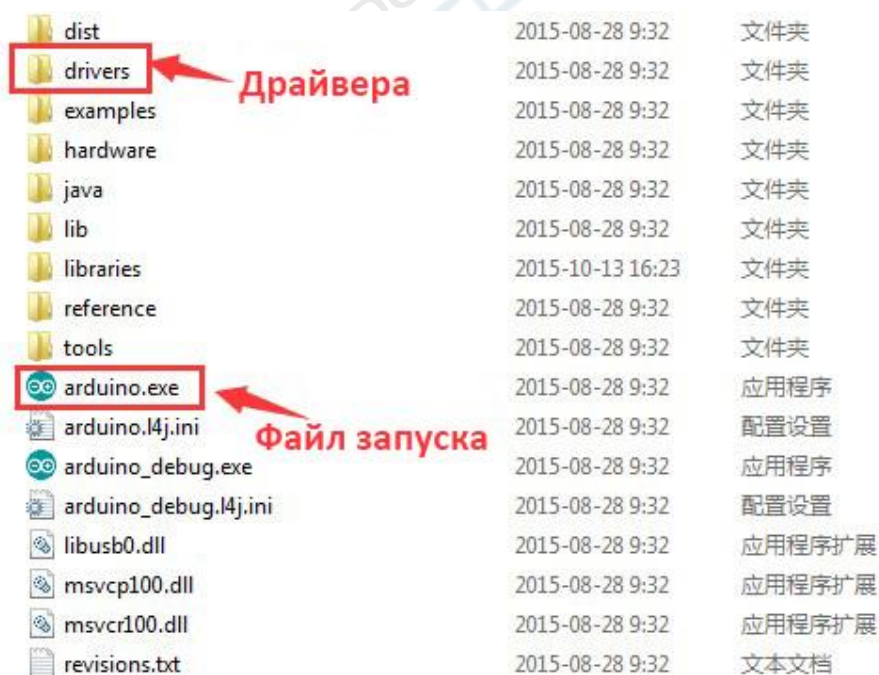 dist 2015-08-28 9:32 文件夹
drivers 2015-08-28 9:32 文件夹
Драйвера
examples 2015-08-28 9:32 文件夹
hardware 2015-08-28 9:32 文件夹
java 2015-08-28 9:32 文件夹
lib 2015-08-28 9:32 文件夹
libraries 2015-10-13 16:23 文件夹
reference 2015-08-28 9:32 文件夹
tools 2015-08-28 9:32 文件夹
arduino.exe 2015-08-28 9:32 应用程序
arduino.l4j.ini 2015-08-28 9:32 配置设置
Файл запуска
arduino_debug.exe 2015-08-28 9:32 应用程序
arduino_debug.l4j.ini 2015-08-28 9:32 配置设置
libusb0.dll 2015-08-28 9:32 应用程序扩展
msvcp100.dll 2015-08-28 9:32 应用程序扩展
msvcr100.dll 2015-08-28 9:32 应用程序扩展
revisions.txt 2015-08-28 9:32 文本文档